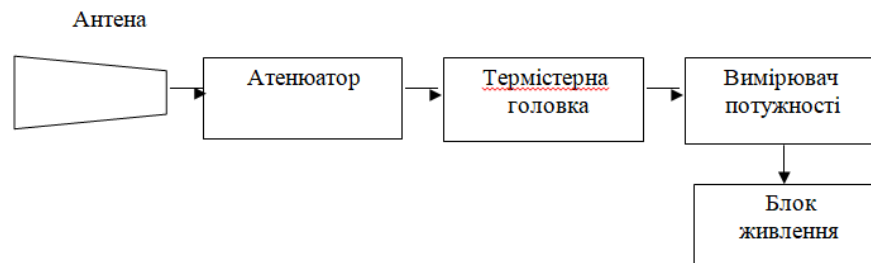 Антена
Атенюатор
Термістерна
головка
Вимірювач
потужності
Блок
живлення